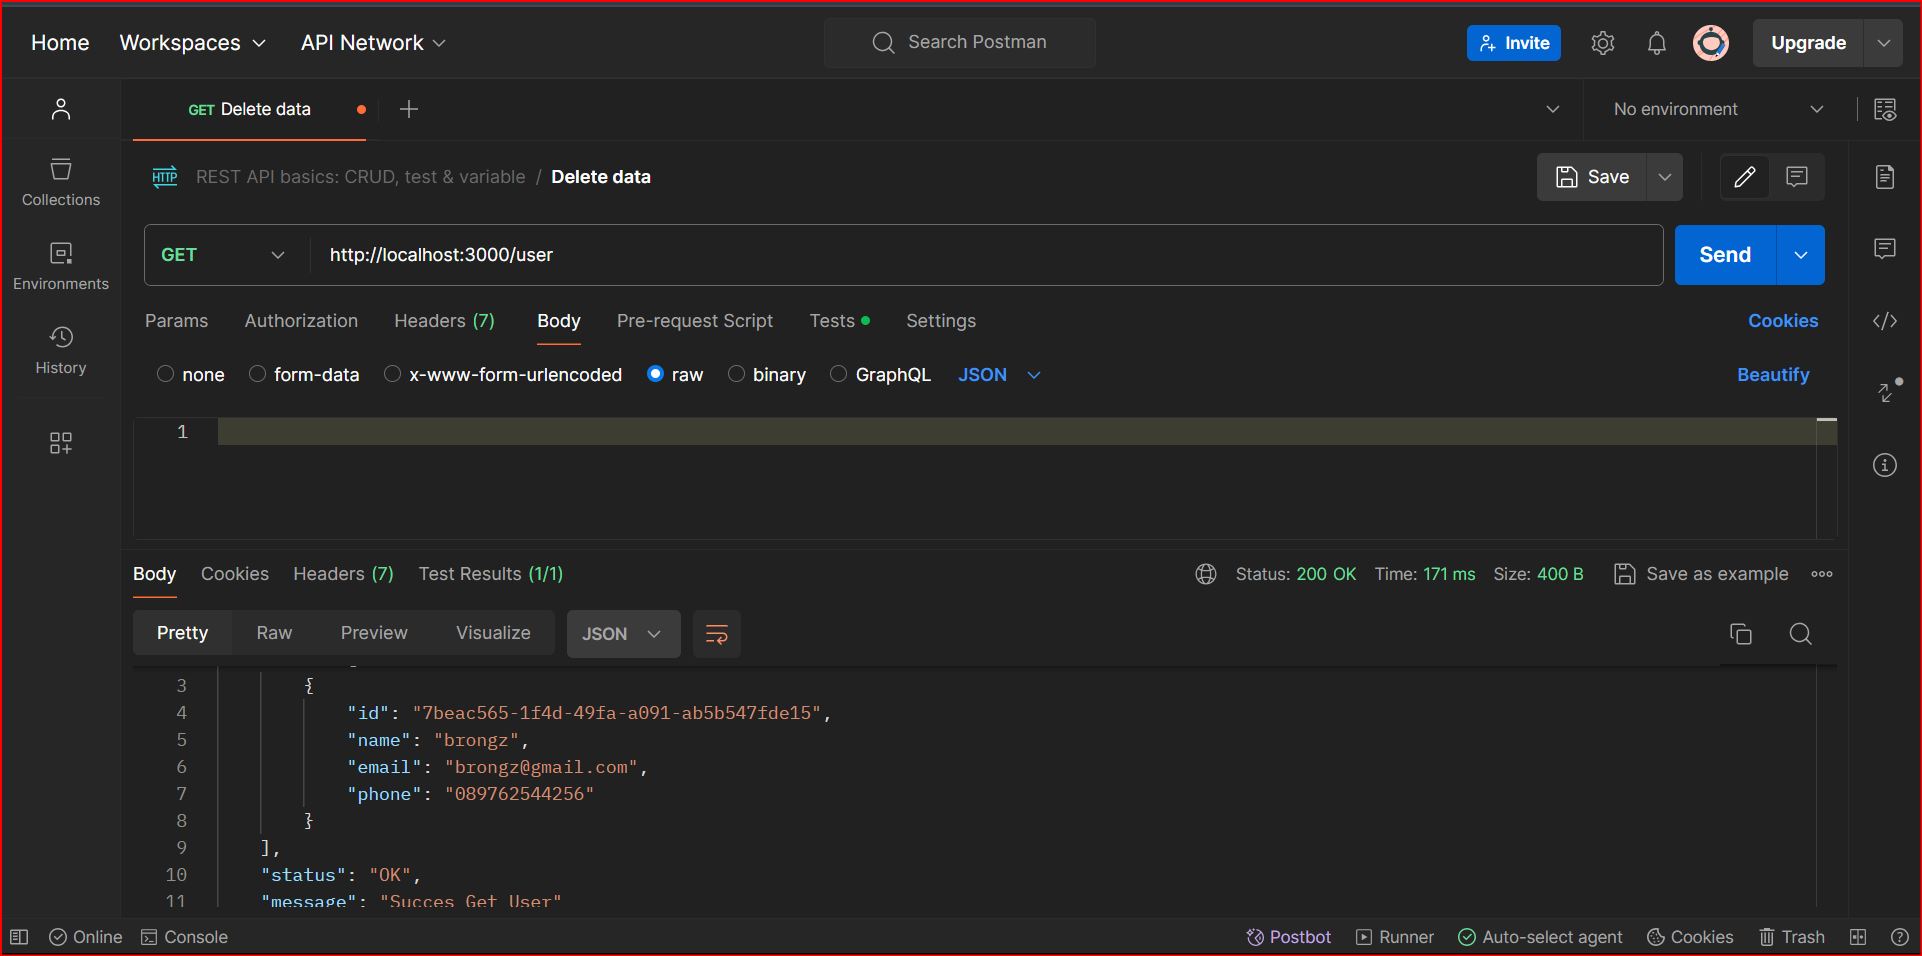 Home Workspaces API Network Search Postman Invite Upgrade
GET Delete data No environment
HTTP REST API basics: CRUD, test & variable / Delete data Save
Collections
GET http://localhost:3000/user Send
Environments
Params Authorization Headers (7) Body Pre-request Script Tests Settings Cookies
History
none form-data x-www-form-urlencoded raw binary GraphQL JSON Beautify
1
Body Cookies Headers (7) Test Results (1/1) Status: 200 OK Time: 171 ms Size: 400 B Save as example
Pretty Raw Preview Visualize JSON
3 {
4 "id": "7beac565-1f4d-49fa-a091-ab5b547fde15",
5 "name": "brongz",
6 "email": "brongz@gmail.com",
7 "phone": "089762544256"
8 }
9 ],
10 "status": "OK",
11 "message": "Succes Get User"
Online Console Postbot Runner Auto-select agent Cookies Trash